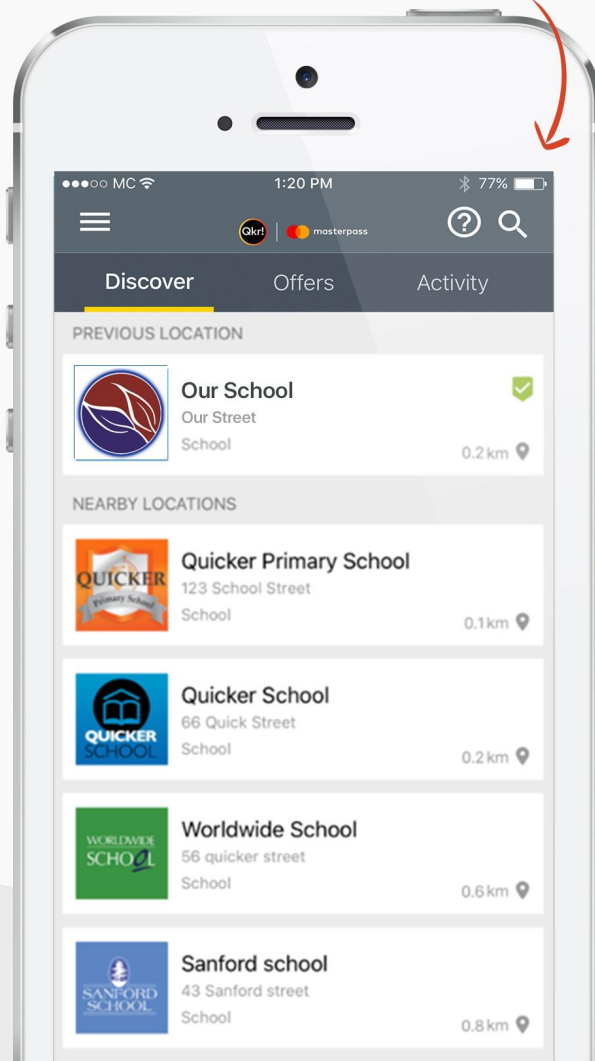 MC
1:20 PM
77%
Qkr!
masterpass
Discover
Offers
Activity
PREVIOUS LOCATION
Our School
Our Street
School
0.2 km
NEARBY LOCATIONS
QUICKER
Primary School
Quicker Primary School
123 School Street
School
0.1 km
QUICKER
SCHOOL
Quicker School
66 Quick Street
School
0.2 km
WORLDWIDE
SCHOOL
Worldwide School
56 quicker street
School
0.6 km
SANFORD
SCHOOL
Sanford school
43 Sanford street
School
0.8 km